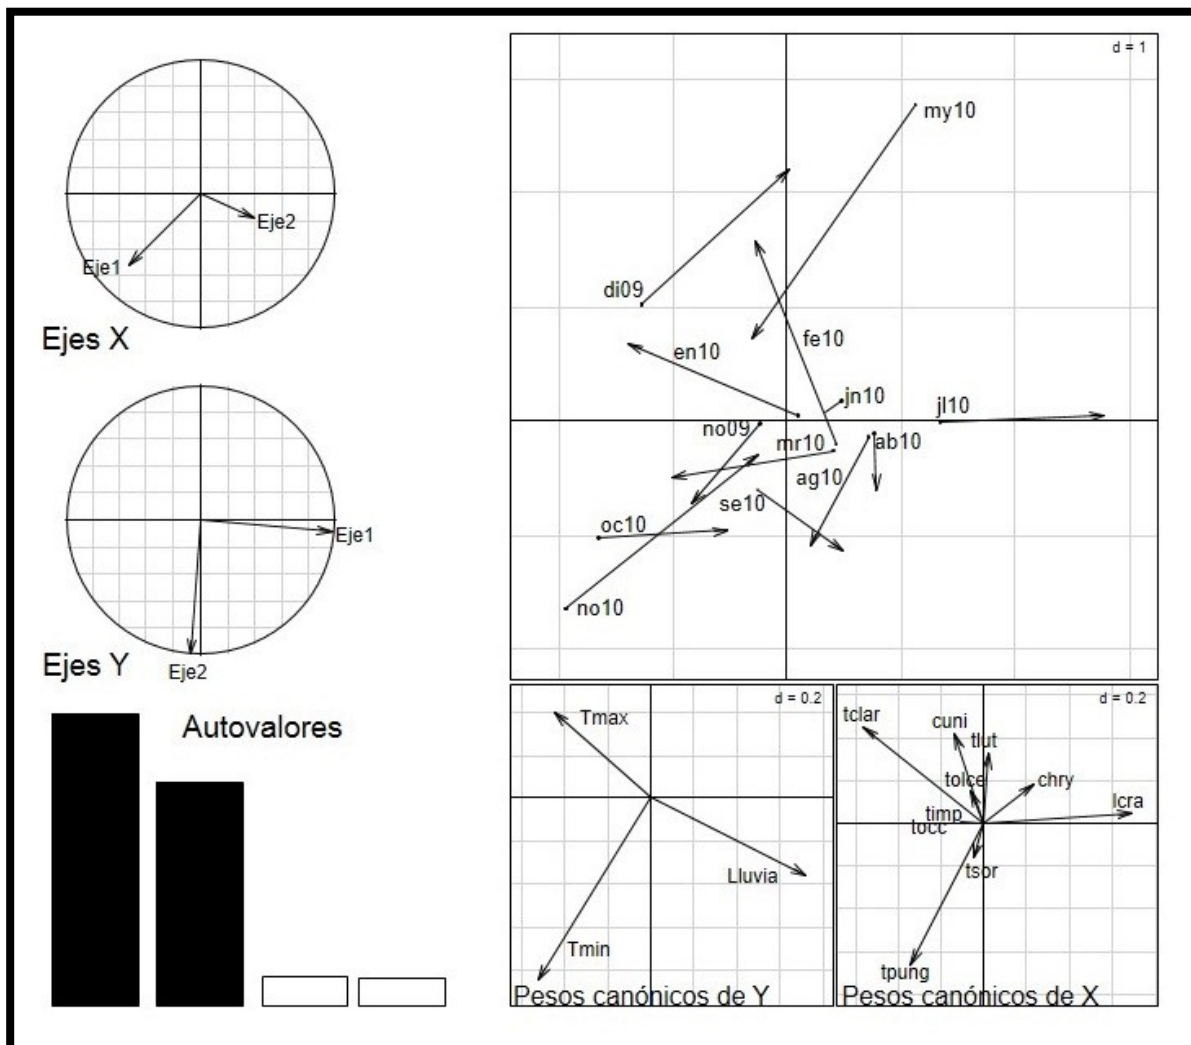 Eje2
Eje1
Ejes X
Eje1
Eje2
Ejes Y
Autovalores
d = 1
my10
di09
fe10
en10
jn10
jl10
no09
mr10
ab10
ag10
se10
oc10
no10
d = 0.2
Tmax
Lluvia
Tmin
Pesos canónicos de Y
d = 0.2
tclar
cuni
tlut
tolce
chry
lcra
timp
tocc
tsor
tpung
Pesos canónicos de X